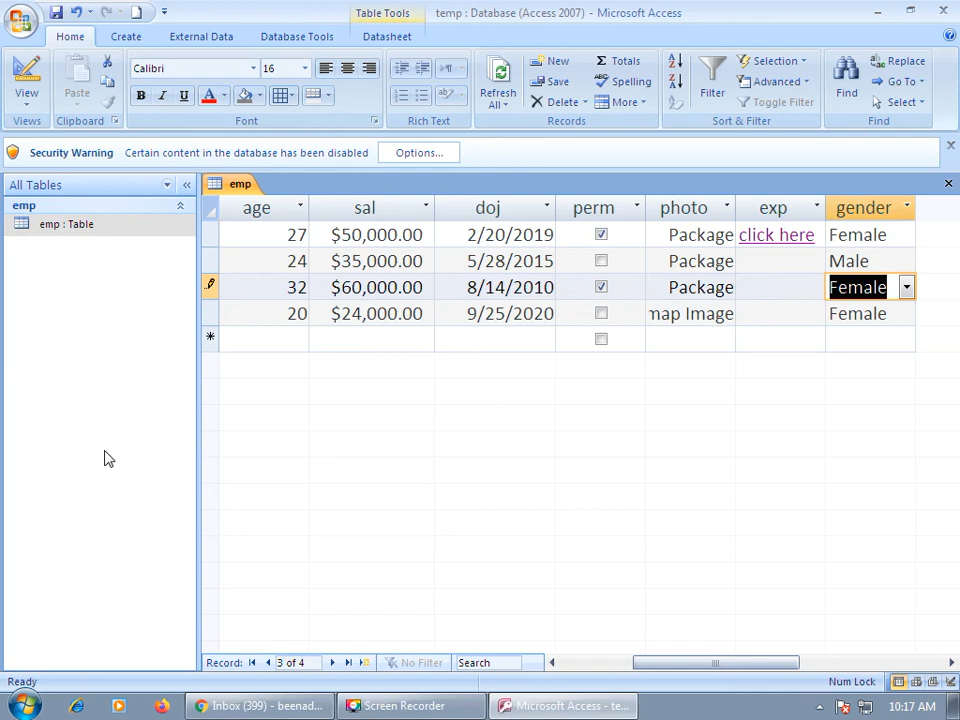 Table Tools
temp : Database (Access 2007) - Microsoft Access
Home
Create
External Data
Database Tools
Datasheet
View
Views
Paste
Clipboard
Calibri
16
B I U A
Font
Rich Text
Refresh All
New
Save
Delete
Σ Totals
ABC Spelling
More
Records
Filter
Selection
Advanced
Toggle Filter
Sort & Filter
Find
Replace
Go To
Select
Find
Security Warning Certain content in the database has been disabled Options...
All Tables
emp
emp : Table
emp
age sal doj perm photo exp gender
27 $50,000.00 2/20/2019 Package click here Female
24 $35,000.00 5/28/2015 Package Male
32 $60,000.00 8/14/2010 Package Female
20 $24,000.00 9/25/2020 map Image Female
Record: 3 of 4 No Filter Search
Ready
Num Lock
Inbox (399) - beenad...
Screen Recorder
Microsoft Access - te...
10:17 AM